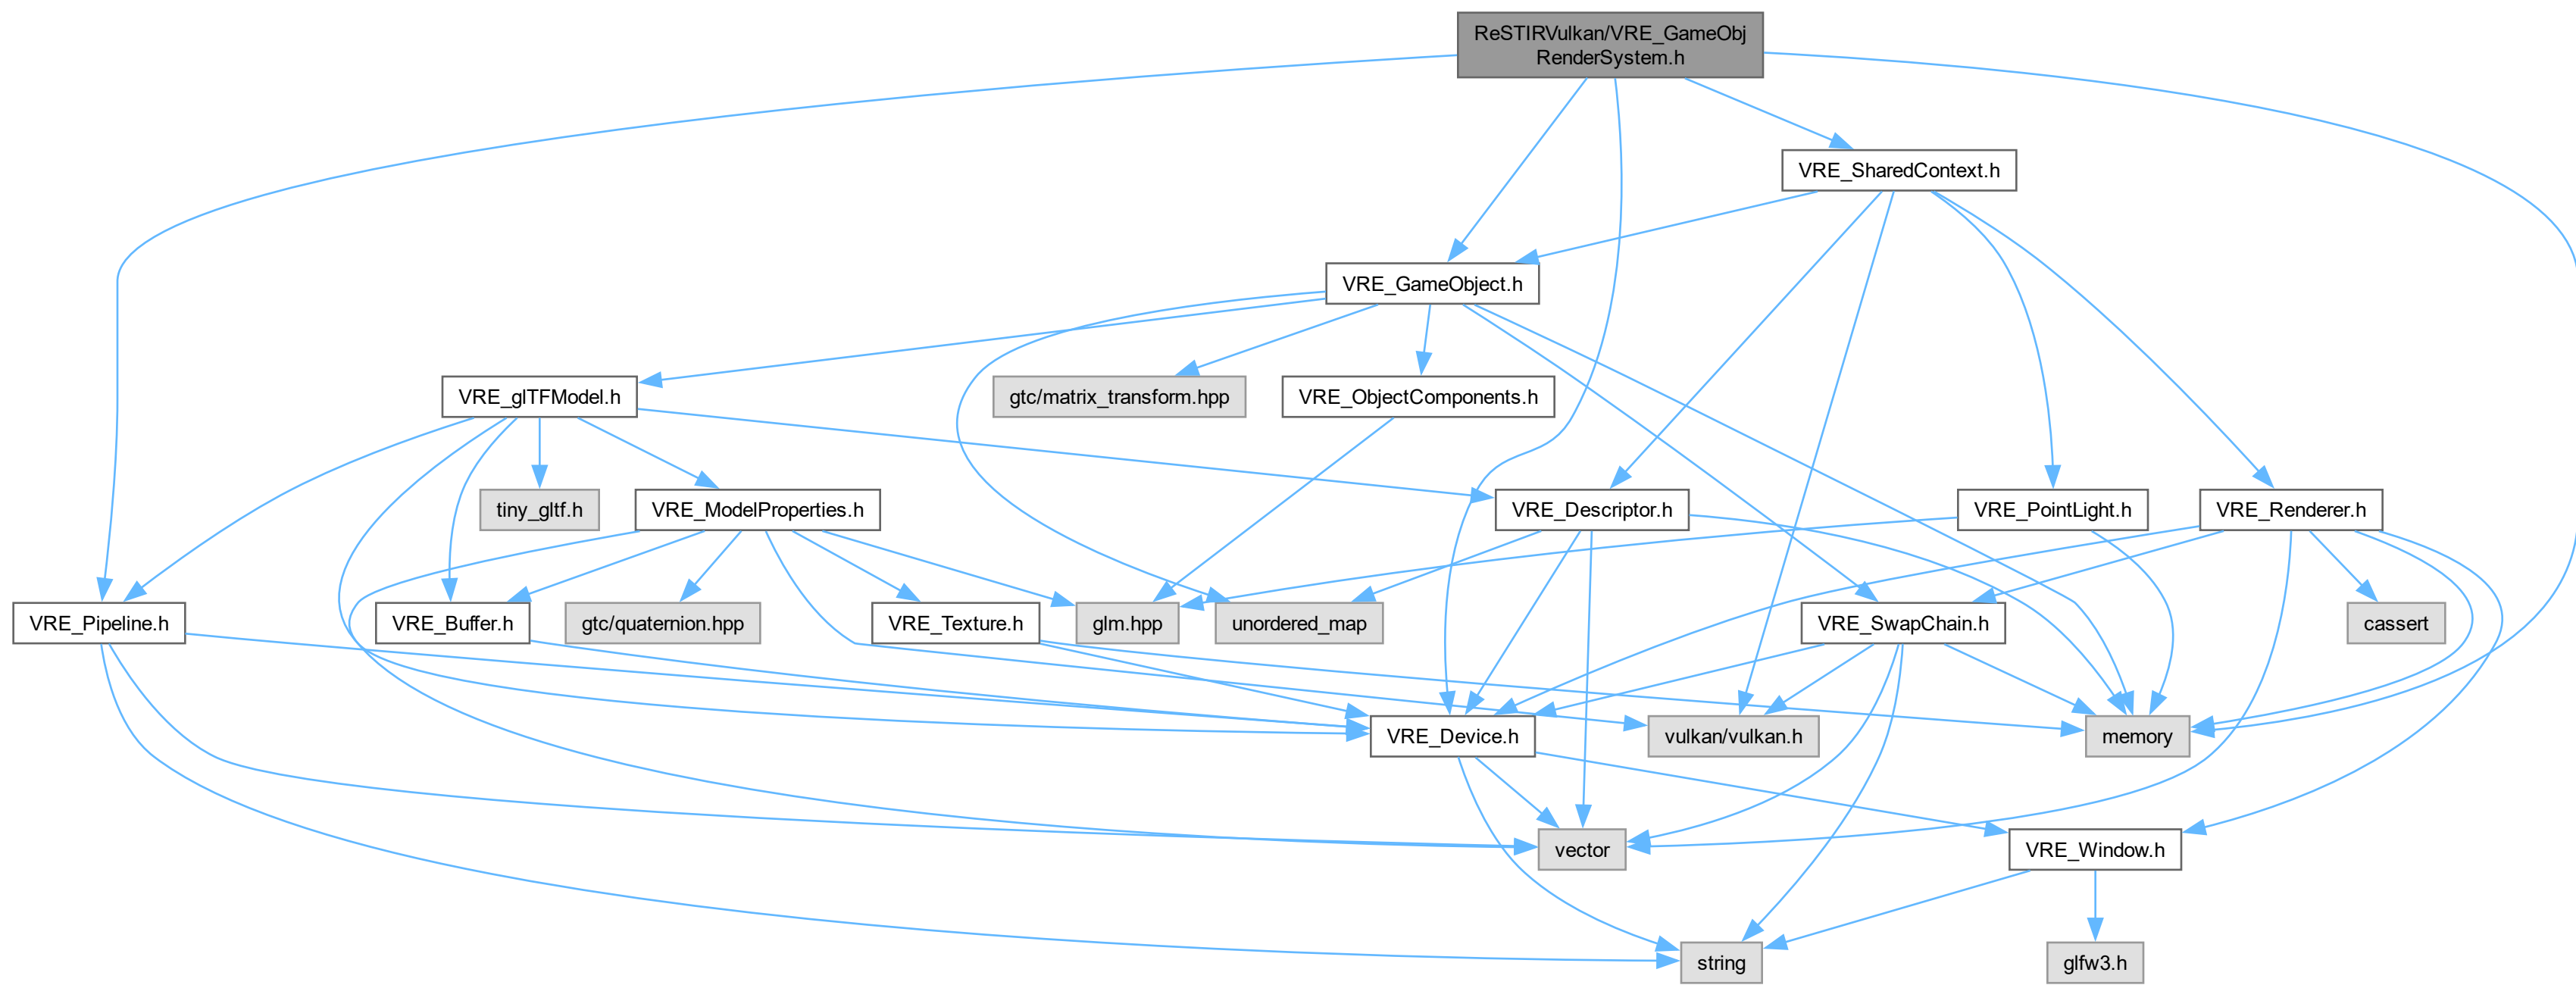 ReSTIRVulkan/VRE_GameObj
RenderSystem.h
VRE_SharedContext.h
VRE_GameObject.h
VRE_glTFModel.h
gtc/matrix_transform.hpp
VRE_ObjectComponents.h
tiny_gltf.h
VRE_ModelProperties.h
VRE_Descriptor.h
VRE_PointLight.h
VRE_Renderer.h
VRE_Pipeline.h
VRE_Buffer.h
gtc/quaternion.hpp
VRE_Texture.h
glm.hpp
unordered_map
VRE_SwapChain.h
cassert
VRE_Device.h
vulkan/vulkan.h
memory
vector
VRE_Window.h
string
glfw3.h